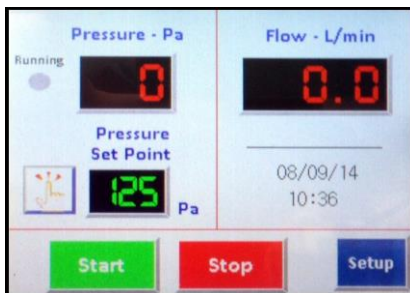 Pressure - Pa
Running
0
Pressure
Set Point
125
Pa
Flow - L/min
0.0
08/09/14
10:36
Start
Stop
Setup